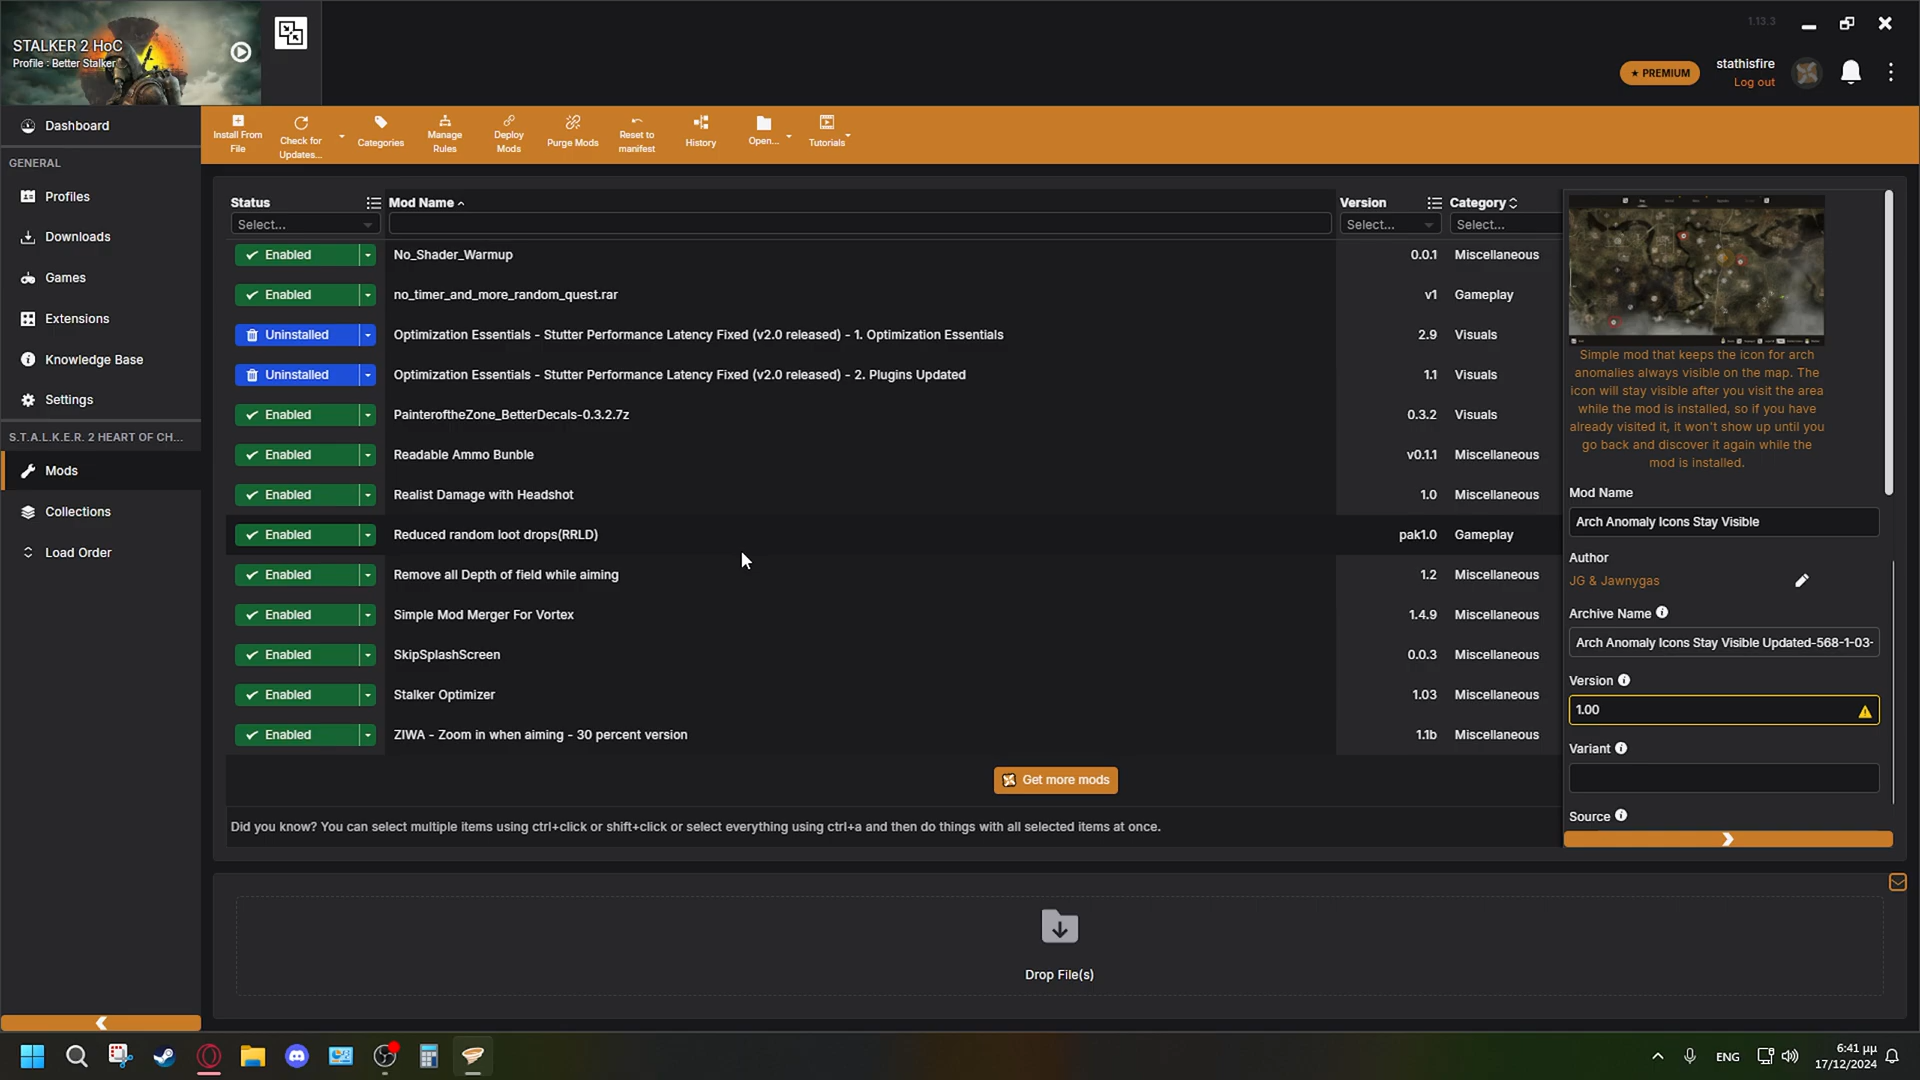 STALKER 2 HoC
Profile : Better Stalker
1.13.3
PREMIUM
stathisfire
Log out
Dashboard
GENERAL
Profiles
Downloads
Games
Extensions
Knowledge Base
Settings
S.T.A.L.K.E.R. 2 HEART OF CH...
Mods
Collections
Load Order
Install From File
Check for Updates...
Categories
Manage Rules
Deploy Mods
Purge Mods
Reset to manifest
History
Open...
Tutorials
Status
Mod Name
Version
Category
Select...
Select...
Select...
Enabled No_Shader_Warmup 0.0.1 Miscellaneous
Enabled no_timer_and_more_random_quest.rar v1 Gameplay
Uninstalled Optimization Essentials - Stutter Performance Latency Fixed (v2.0 released) - 1. Optimization Essentials 2.9 Visuals
Uninstalled Optimization Essentials - Stutter Performance Latency Fixed (v2.0 released) - 2. Plugins Updated 1.1 Visuals
Enabled PainteroftheZone_BetterDecals-0.3.2.7z 0.3.2 Visuals
Enabled Readable Ammo Bunble v0.1.1 Miscellaneous
Enabled Realist Damage with Headshot 1.0 Miscellaneous
Enabled Reduced random loot drops(RRLD) pak1.0 Gameplay
Enabled Remove all Depth of field while aiming 1.2 Miscellaneous
Enabled Simple Mod Merger For Vortex 1.4.9 Miscellaneous
Enabled SkipSplashScreen 0.0.3 Miscellaneous
Enabled Stalker Optimizer 1.03 Miscellaneous
Enabled ZIWA - Zoom in when aiming - 30 percent version 1.1b Miscellaneous
Get more mods
Did you know? You can select multiple items using ctrl+click or shift+click or select everything using ctrl+a and then do things with all selected items at once.
Simple mod that keeps the icon for arch
anomalies always visible on the map. The
icon will stay visible after you visit the area
while the mod is installed, so if you have
already visited it, it won't show up until you
go back and discover it again while the
mod is installed.
Mod Name
Arch Anomaly Icons Stay Visible
Author
JG & Jawnygas
Archive Name
Arch Anomaly Icons Stay Visible Updated-568-1-03-
Version
1.00
Variant
Source
Drop File(s)
ENG
6:41 μμ
17/12/2024